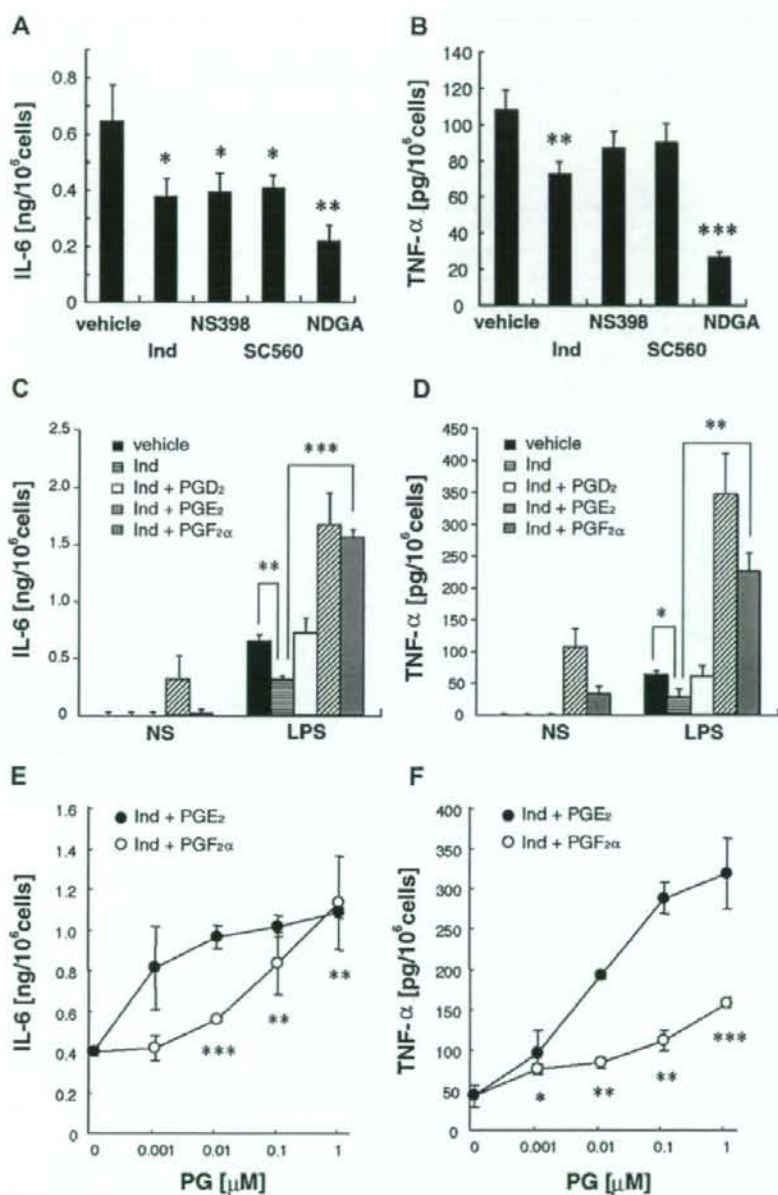 A
IL-6 [ng/10⁶cells]
0.8
0.6
0.4
0.2
0
*
*
*
**
vehicle
NS398
NDGA
Ind
SC560
B
TNF-α [pg/10⁶cells]
140
120
100
80
60
40
20
0
**
***
vehicle
NS398
NDGA
Ind
SC560
C
IL-6 [ng/10⁶cells]
2.5
2.0
1.5
1.0
0.5
0
vehicle
Ind
Ind + PGD₂
Ind + PGE₂
Ind + PGF₂α
**
***
NS
LPS
D
TNF-α [pg/10⁶cells]
450
400
350
300
250
200
150
100
50
0
vehicle
Ind
Ind + PGD₂
Ind + PGE₂
Ind + PGF₂α
*
**
NS
LPS
E
IL-6 [ng/10⁶cells]
1.6
1.4
1.2
1.0
0.8
0.6
0.4
0.2
0
Ind + PGE₂
Ind + PGF₂α
***
**
**
0
0.001
0.01
0.1
1
PG [μM]
F
TNF-α [pg/10⁶cells]
400
350
300
250
200
150
100
50
0
Ind + PGE₂
Ind + PGF₂α
*
**
**
***
0
0.001
0.01
0.1
1
PG [μM]